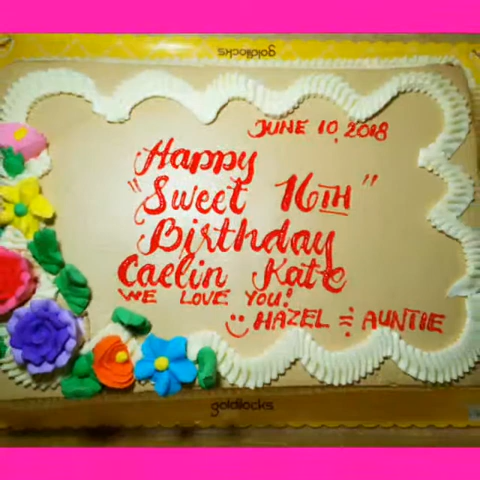 goldilocks
JUNE 10, 2018
Happy
"Sweet 16TH"
Birthday
Caelin Kate
WE LOVE YOU!
HAZEL & AUNTIE
goldilocks